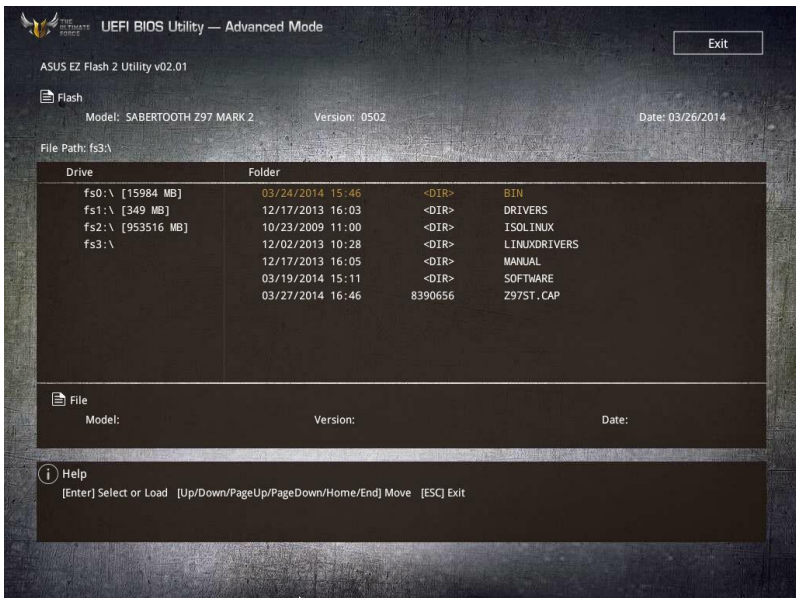 THE
ULTIMATE
FORCE
UEFI BIOS Utility — Advanced Mode
Exit
ASUS EZ Flash 2 Utility v02.01
Flash
Model: SABERTOOTH Z97 MARK 2 Version: 0502 Date: 03/26/2014
File Path: fs3:\
Drive Folder
fs0:\ [15984 MB] 03/24/2014 15:46 <DIR> BIN
fs1:\ [349 MB] 12/17/2013 16:03 <DIR> DRIVERS
fs2:\ [953516 MB] 10/23/2009 11:00 <DIR> ISOLINUX
fs3:\ 12/02/2013 10:28 <DIR> LINUXDRIVERS
12/17/2013 16:05 <DIR> MANUAL
03/19/2014 15:11 <DIR> SOFTWARE
03/27/2014 16:46 8390656 Z97ST.CAP
File
Model: Version: Date:
Help
[Enter] Select or Load [Up/Down/PageUp/PageDown/Home/End] Move [ESC] Exit